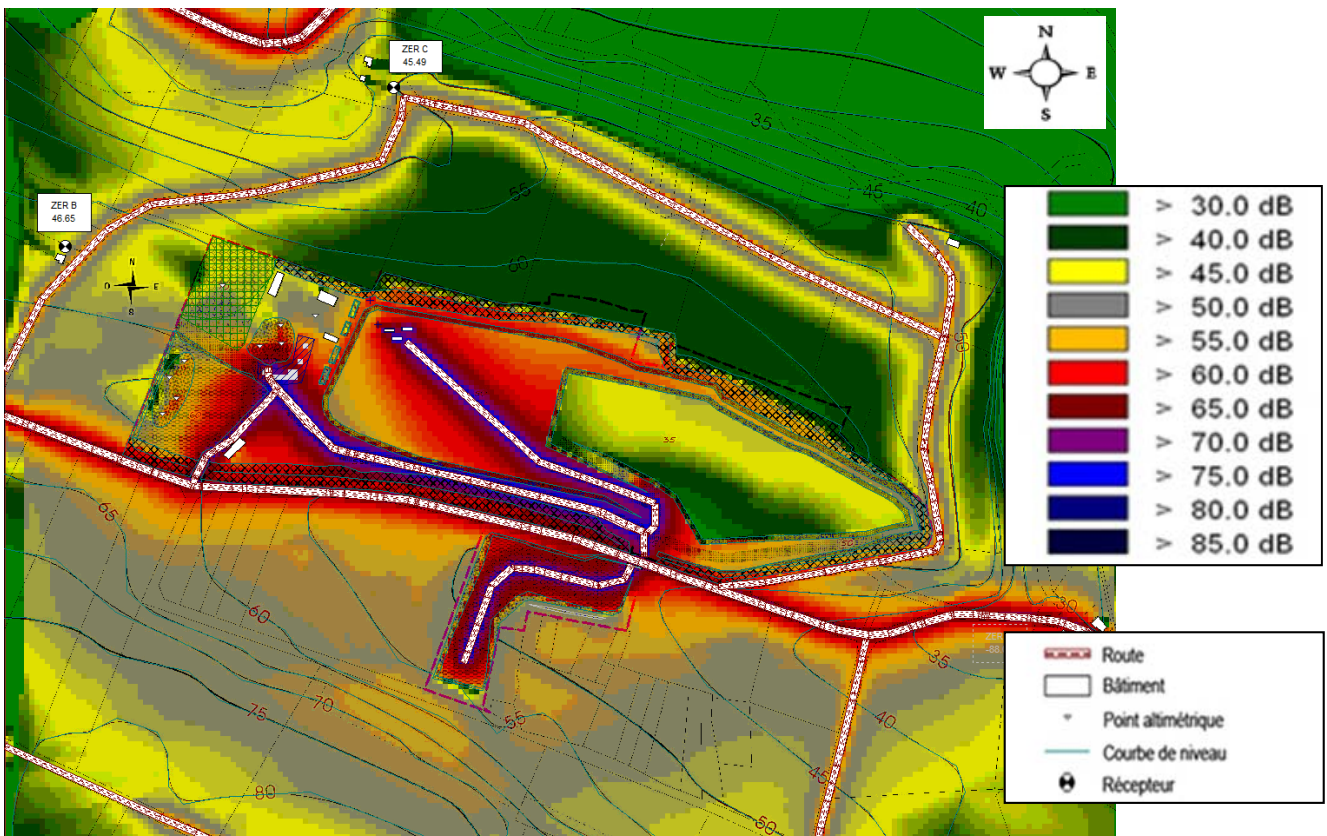 ZER C
45.49
N
W E
S
35
ZER B
46.65
55
45
40
60
N
O E
S
50
35
65
60
70
75
55
80
30
ZER
-88.
35
40
45
50
> 30.0 dB
> 40.0 dB
> 45.0 dB
> 50.0 dB
> 55.0 dB
> 60.0 dB
> 65.0 dB
> 70.0 dB
> 75.0 dB
> 80.0 dB
> 85.0 dB
Route
Bâtiment
Point altimétrique
Courbe de niveau
Récepteur